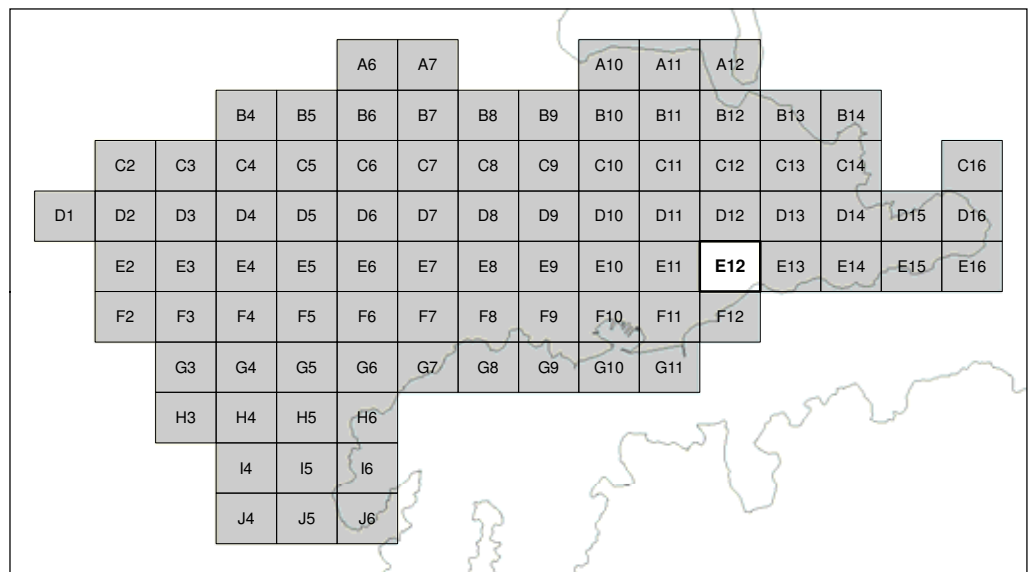 A6 A7 A10 A11 A12
B4 B5 B6 B7 B8 B9 B10 B11 B12 B13 B14
C2 C3 C4 C5 C6 C7 C8 C9 C10 C11 C12 C13 C14 C16
D1 D2 D3 D4 D5 D6 D7 D8 D9 D10 D11 D12 D13 D14 D15 D16
E2 E3 E4 E5 E6 E7 E8 E9 E10 E11 E12 E13 E14 E15 E16
F2 F3 F4 F5 F6 F7 F8 F9 F10 F11 F12
G3 G4 G5 G6 G7 G8 G9 G10 G11
H3 H4 H5 H6
I4 I5 I6
J4 J5 J6